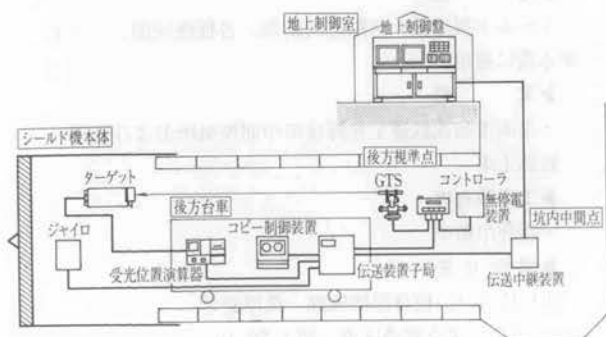 地上制御室
地上制御盤
シールド機本体
後方視準点
ターゲット
GTS
コントローラ
無停電
装置
坑内中間点
後方台車
コピー制御装置
ジャイロ
受光位置演算器
伝送装置子局
伝送中継装置